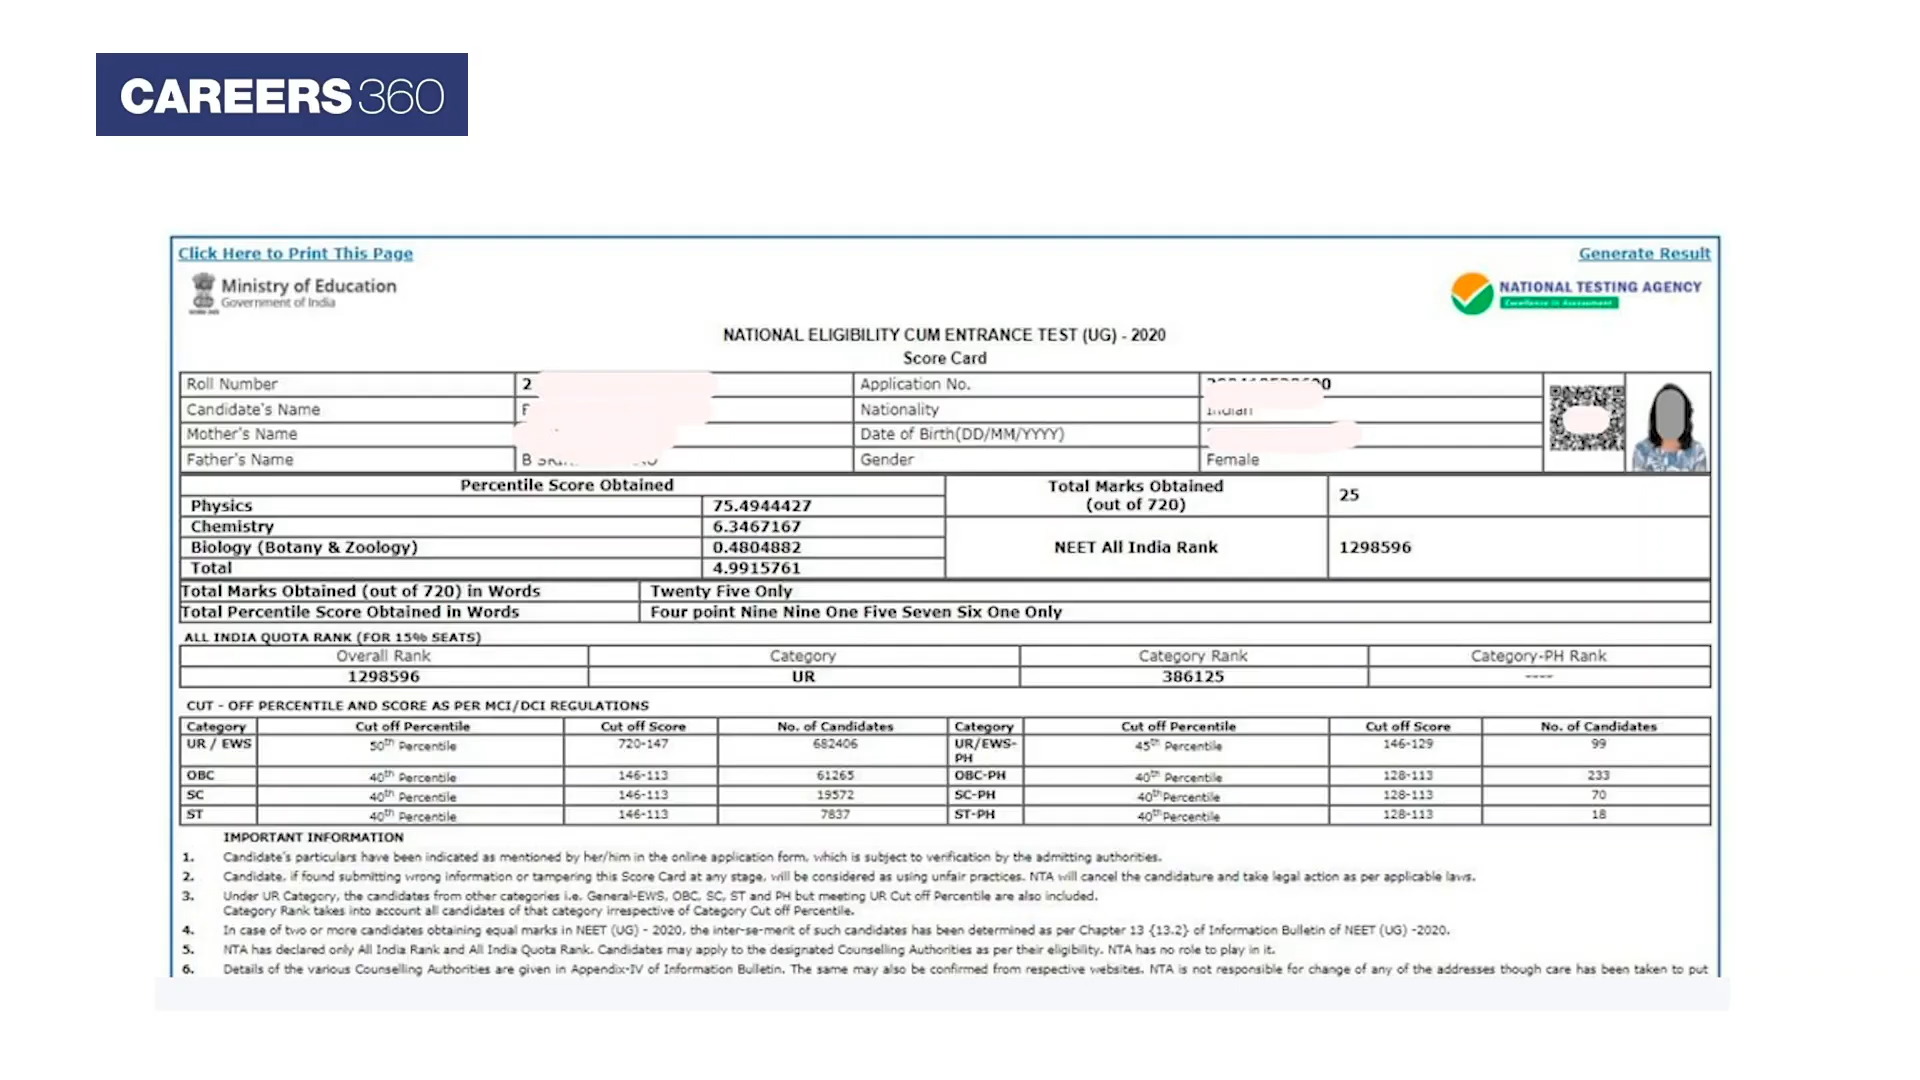 CAREERS360
Click Here to Print This Page Generate Result
Ministry of Education
Government of India
NATIONAL TESTING AGENCY
Excellence in Assessment
NATIONAL ELIGIBILITY CUM ENTRANCE TEST (UG) - 2020
Score Card
Roll Number 2 Application No.
Candidate's Name Nationality Indian
Mother's Name Date of Birth(DD/MM/YYYY)
Father's Name B Gender Female
Percentile Score Obtained
Physics 75.4944427
Chemistry 6.3467167
Biology (Botany & Zoology) 0.4804882
Total 4.9915761
Total Marks Obtained
(out of 720) 25
NEET All India Rank 1298596
Total Marks Obtained (out of 720) in Words Twenty Five Only
Total Percentile Score Obtained in Words Four point Nine Nine One Five Seven Six One Only
ALL INDIA QUOTA RANK (FOR 15% SEATS)
Overall Rank Category Category Rank Category-PH Rank
1298596 UR 386125 ----
CUT - OFF PERCENTILE AND SCORE AS PER MCI/DCI REGULATIONS
Category Cut off Percentile Cut off Score No. of Candidates Category Cut off Percentile Cut off Score No. of Candidates
UR / EWS 50th Percentile 720-147 682406 UR/EWS-PH 45th Percentile 146-129 99
OBC 40th Percentile 146-113 61265 OBC-PH 40th Percentile 128-113 233
SC 40th Percentile 146-113 19572 SC-PH 40th Percentile 128-113 70
ST 40th Percentile 146-113 7837 ST-PH 40th Percentile 128-113 18
IMPORTANT INFORMATION
1. Candidate's particulars have been indicated as mentioned by her/him in the online application form, which is subject to verification by the admitting authorities.
2. Candidate, if found submitting wrong information or tampering this Score Card at any stage, will be considered as using unfair practices. NTA will cancel the candidature and take legal action as per applicable laws.
3. Under UR Category, the candidates from other categories i.e. General-EWS, OBC, SC, ST and PH but meeting UR Cut off Percentile are also included.
Category Rank takes into account all candidates of that category irrespective of Category Cut off Percentile.
4. In case of two or more candidates obtaining equal marks in NEET (UG) - 2020, the inter-se-merit of such candidates has been determined as per Chapter 13 {13.2} of Information Bulletin of NEET (UG) -2020.
5. NTA has declared only All India Rank and All India Quota Rank. Candidates may apply to the designated Counselling Authorities as per their eligibility. NTA has no role to play in it.
6. Details of the various Counselling Authorities are given in Appendix-IV of Information Bulletin. The same may also be confirmed from respective websites. NTA is not responsible for change of any of the addresses though care has been taken to put